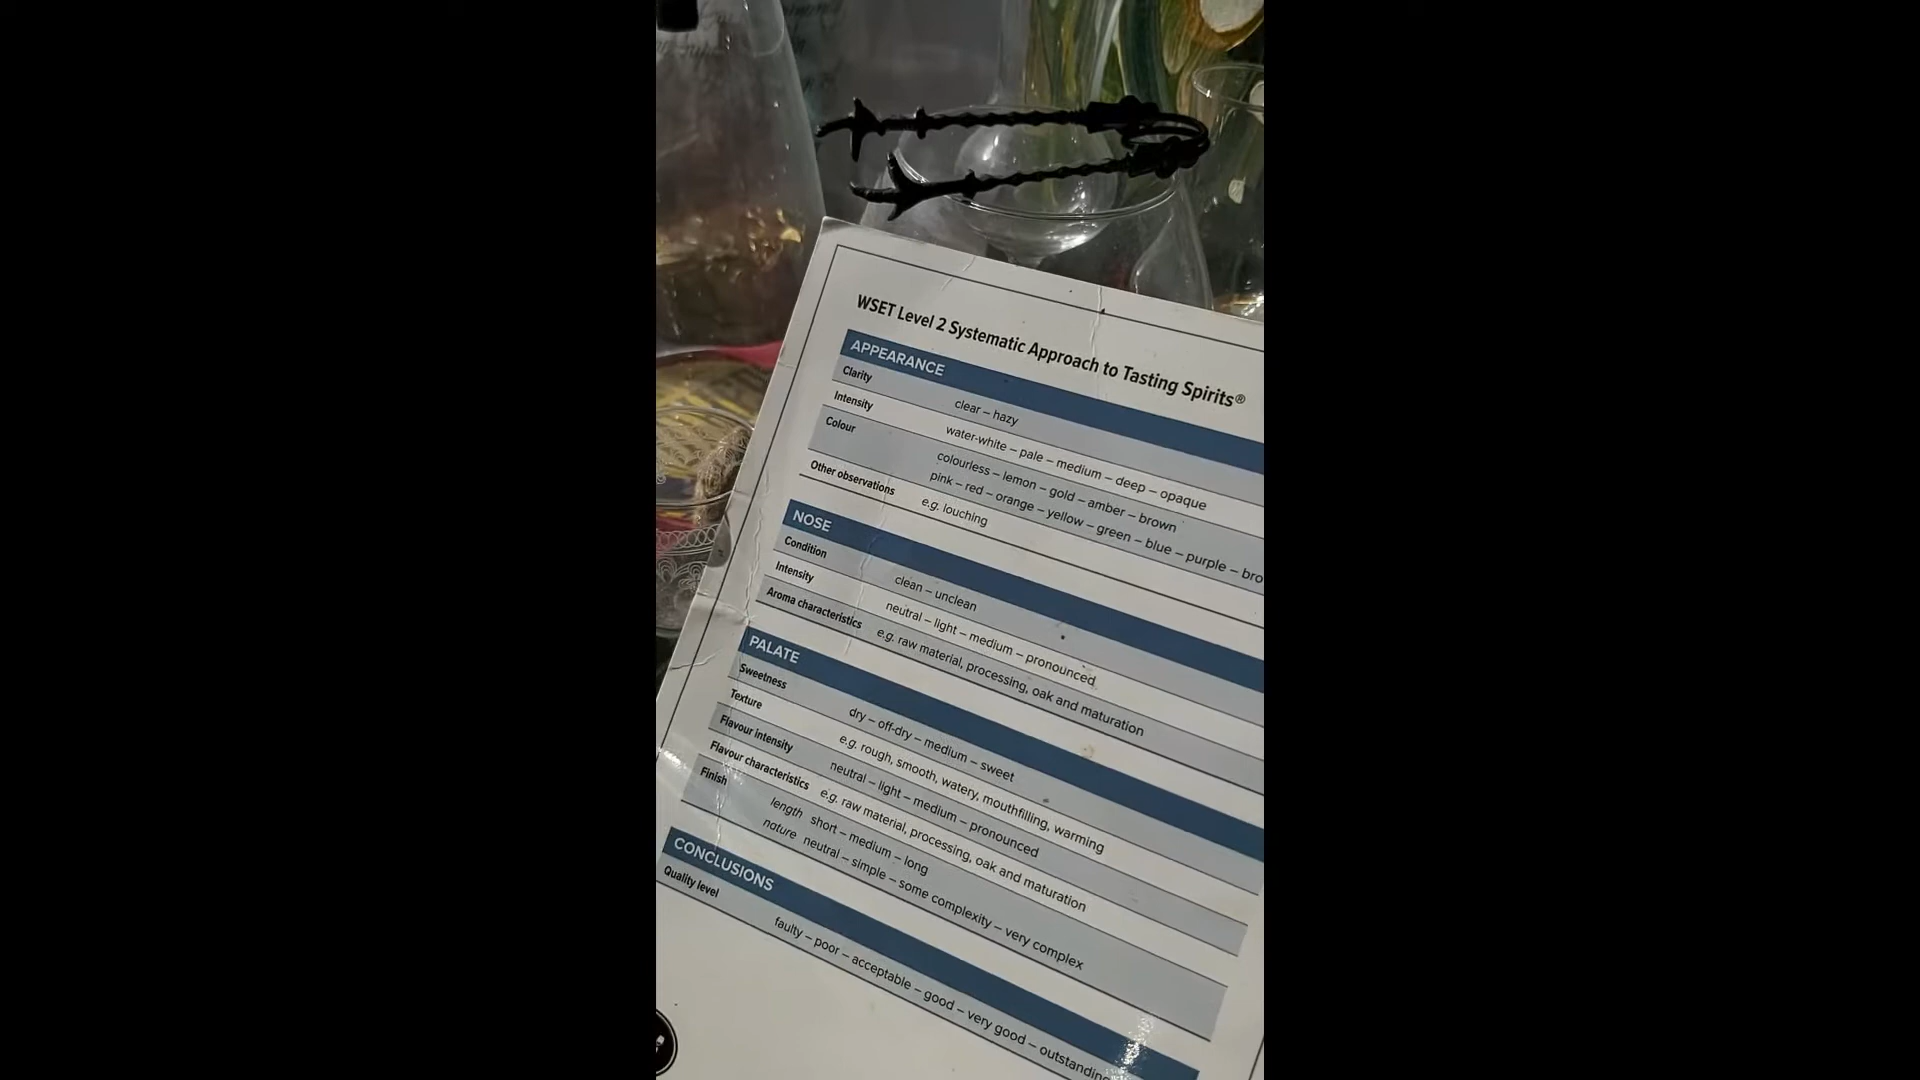 WSET Level 2 Systematic Approach to Tasting Spirits®
APPEARANCE
Clarity clear – hazy
Intensity water-white – pale – medium – deep – opaque
Colour colourless – lemon – gold – amber – brown
pink – red – orange – yellow – green – blue – purple – bro
Other observations e.g. louching
NOSE
Condition clean – unclean
Intensity neutral – light – medium – pronounced
Aroma characteristics e.g. raw material, processing, oak and maturation
PALATE
Sweetness dry – off-dry – medium – sweet
Texture e.g. rough, smooth, watery, mouthfilling, warming
Flavour intensity neutral – light – medium – pronounced
Flavour characteristics e.g. raw material, processing, oak and maturation
Finish length short – medium – long
nature neutral – simple – some complexity – very complex
CONCLUSIONS
Quality level faulty – poor – acceptable – good – very good – outstanding